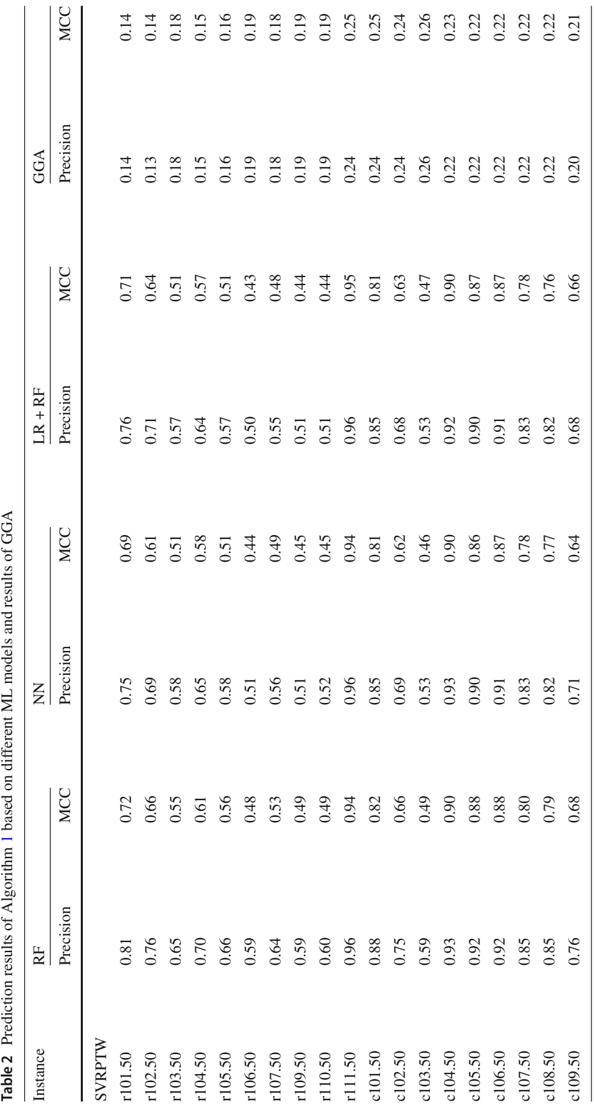 Table 2 Prediction results of Algorithm 1 based on different ML models and results of GGA
Instance RF NN LR + RF GGA
Precision MCC Precision MCC Precision MCC Precision MCC
SVRPTW
r101.50 0.81 0.72 0.75 0.69 0.76 0.71 0.14 0.14
r102.50 0.76 0.66 0.69 0.61 0.71 0.64 0.13 0.14
r103.50 0.65 0.55 0.58 0.51 0.57 0.51 0.18 0.18
r104.50 0.70 0.61 0.65 0.58 0.64 0.57 0.15 0.15
r105.50 0.66 0.56 0.58 0.51 0.57 0.51 0.16 0.16
r106.50 0.59 0.48 0.51 0.44 0.50 0.43 0.19 0.19
r107.50 0.64 0.53 0.56 0.49 0.55 0.48 0.18 0.18
r109.50 0.59 0.49 0.51 0.45 0.51 0.44 0.19 0.19
r110.50 0.60 0.49 0.52 0.45 0.51 0.44 0.19 0.19
r111.50 0.96 0.94 0.96 0.94 0.96 0.95 0.24 0.25
c101.50 0.88 0.82 0.85 0.81 0.85 0.81 0.24 0.25
c102.50 0.75 0.66 0.69 0.62 0.68 0.63 0.24 0.24
c103.50 0.59 0.49 0.53 0.46 0.53 0.47 0.26 0.26
c104.50 0.93 0.90 0.93 0.90 0.92 0.90 0.22 0.23
c105.50 0.92 0.88 0.90 0.86 0.90 0.87 0.22 0.22
c106.50 0.92 0.88 0.91 0.87 0.91 0.87 0.22 0.22
c107.50 0.85 0.80 0.83 0.78 0.83 0.78 0.22 0.22
c108.50 0.85 0.79 0.82 0.77 0.82 0.76 0.22 0.22
c109.50 0.76 0.68 0.71 0.64 0.68 0.66 0.20 0.21